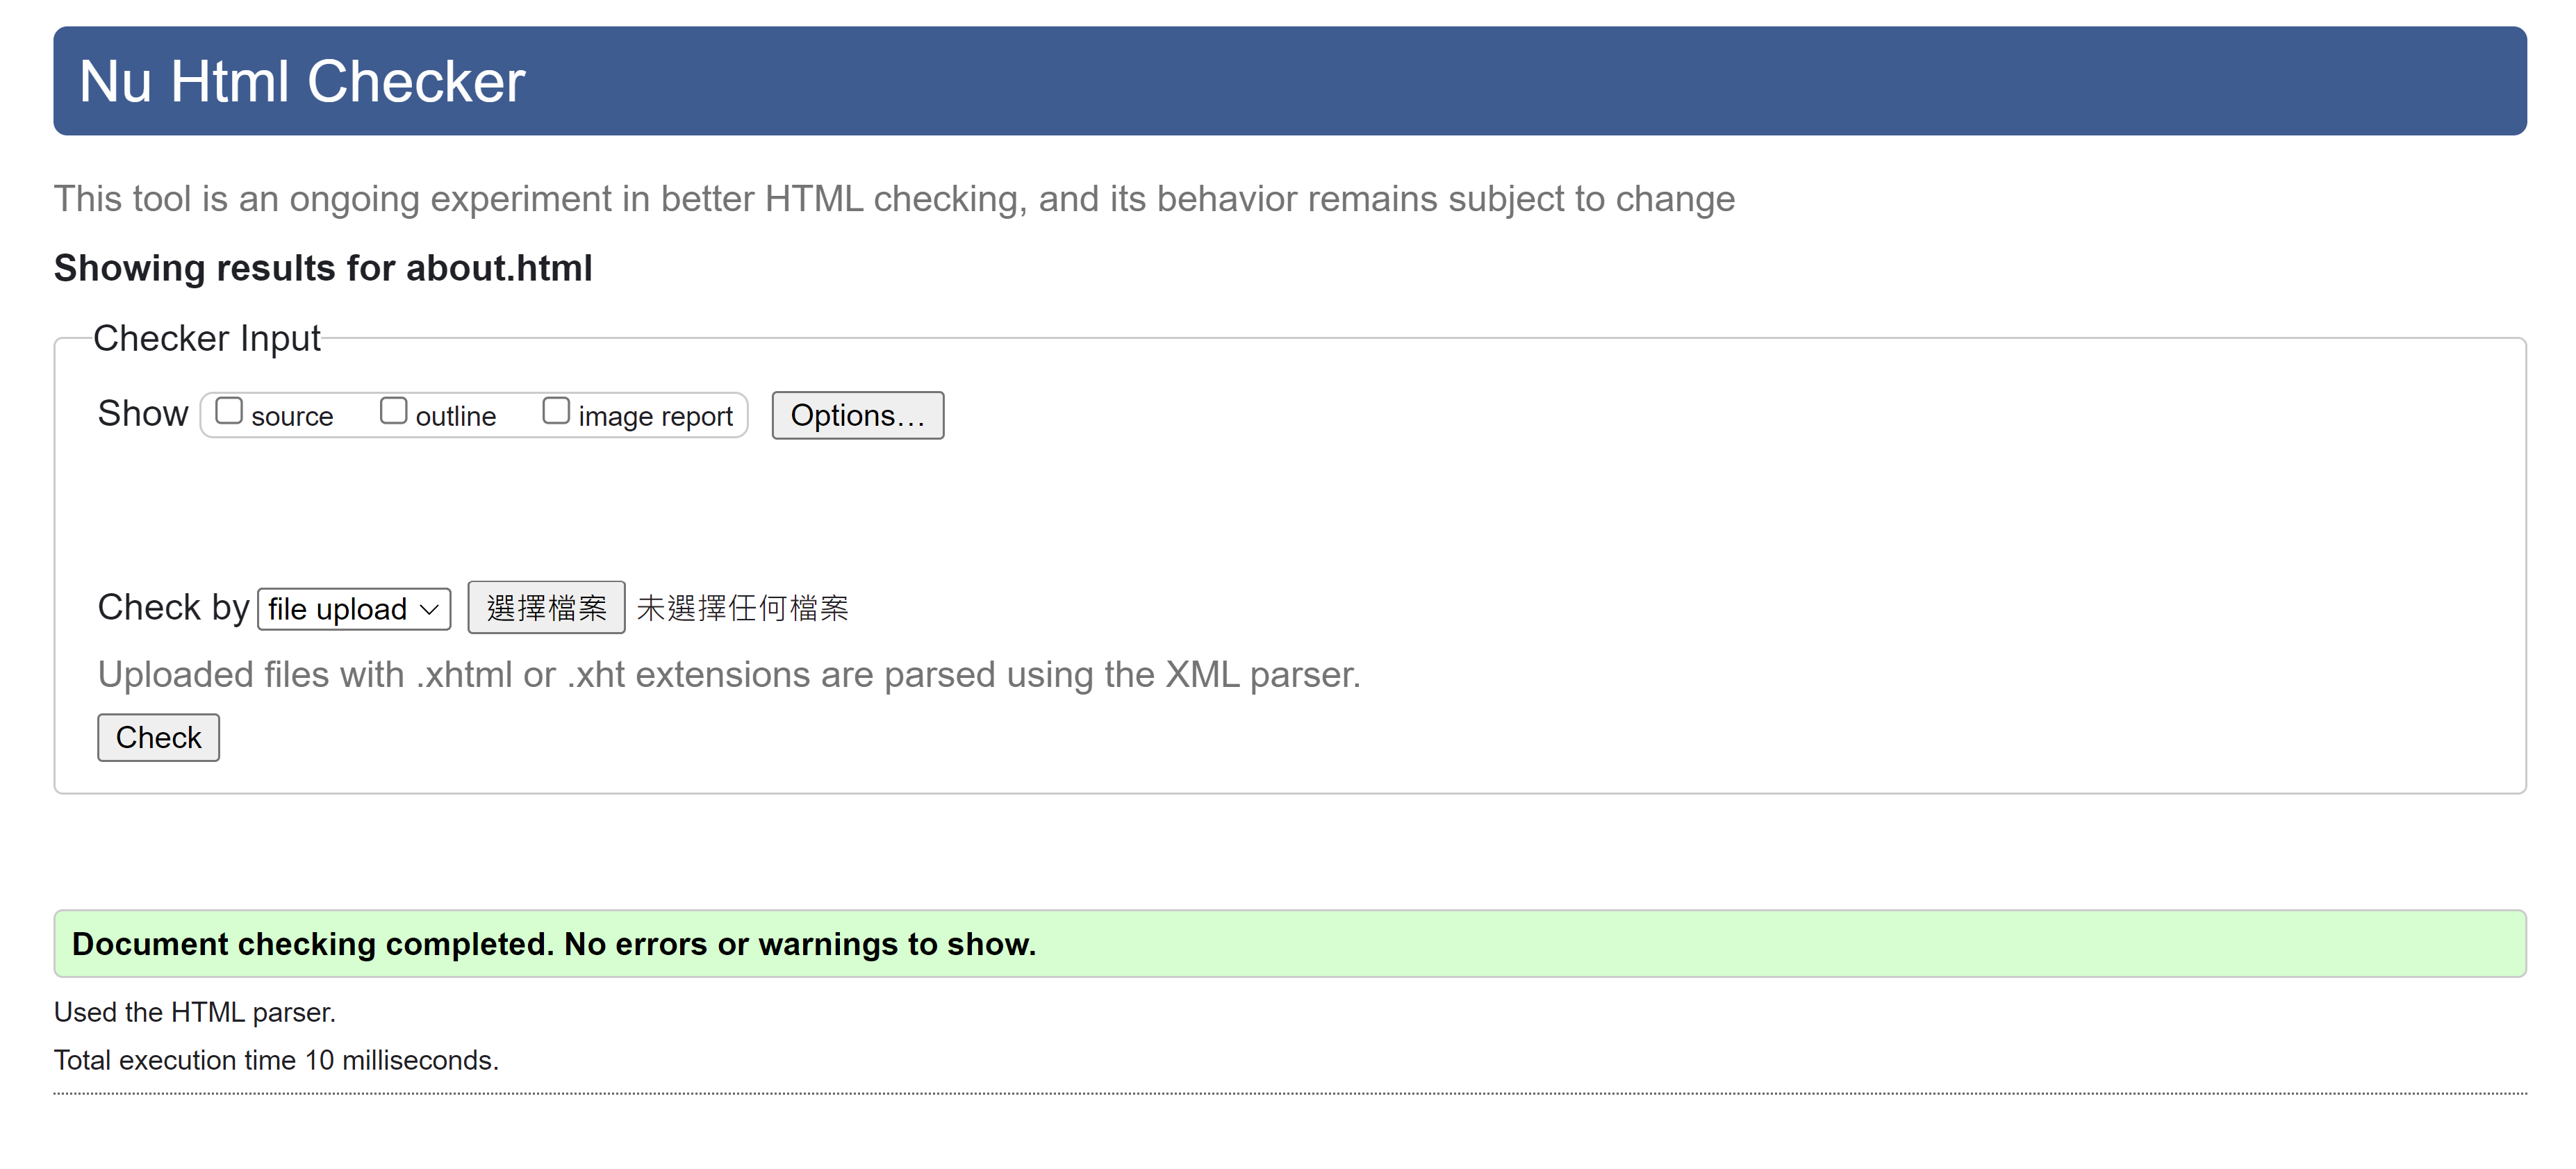 Nu Html Checker
This tool is an ongoing experiment in better HTML checking, and its behavior remains subject to change
Showing results for about.html
Checker Input
Show source outline image report Options…
Check by file upload 選擇檔案 未選擇任何檔案
Uploaded files with .xhtml or .xht extensions are parsed using the XML parser.
Check
Document checking completed. No errors or warnings to show.
Used the HTML parser.
Total execution time 10 milliseconds.